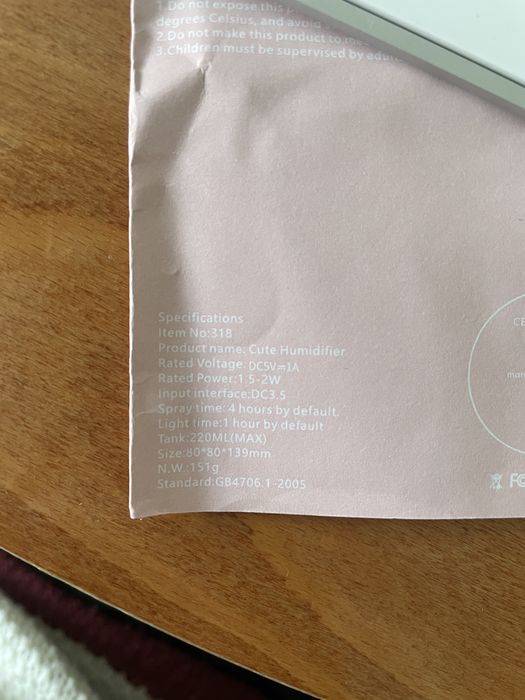 1.Do not expose this
degrees Celsius, and avoid
2.Do not make this product to
3.Children must be supervised by
Specifications
Item No:318
Product name: Cute Humidifier
Rated Voltage: DC5V⎓1A
Rated Power:1.5-2W
Input interface:DC3.5
Spray time: 4 hours by default,
Light time:1 hour by default
Tank:220ML(MAX)
Size:80*80*139mm
N.W.:151g
Standard:GB4706.1-2005
CE
FC